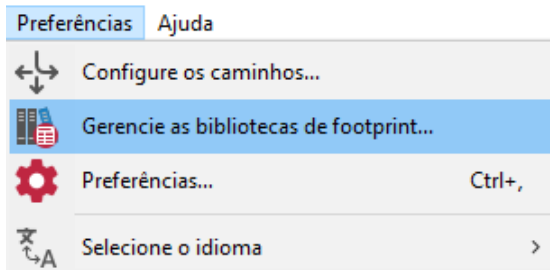 Preferências Ajuda
Configure os caminhos...
Gerencie as bibliotecas de footprint...
Preferências... Ctrl+,
Selecione o idioma >